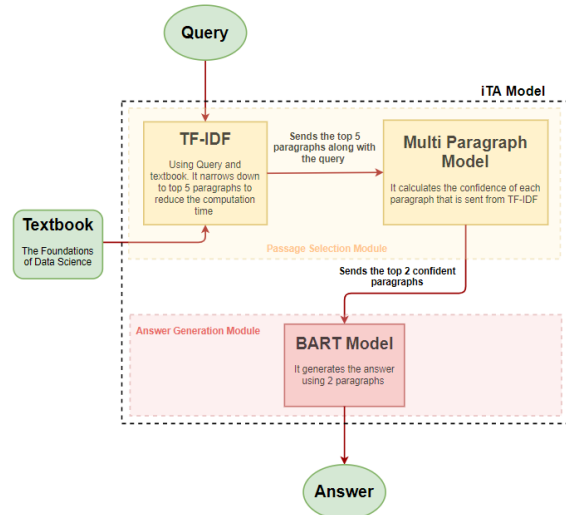 Query
iTA Model
TF-IDF
Using Query and
textbook. It narrows down
to top 5 paragraphs to
reduce the computation
time
Sends the top 5
paragraphs along with
the query
Multi Paragraph
Model
It calculates the confidence of each
paragraph that is sent from TF-IDF
Textbook
The Foundations
of Data Science
Passage Selection Module
Sends the top 2 confident
paragraphs
Answer Generation Module
BART Model
It generates the answer
using 2 paragraphs
Answer